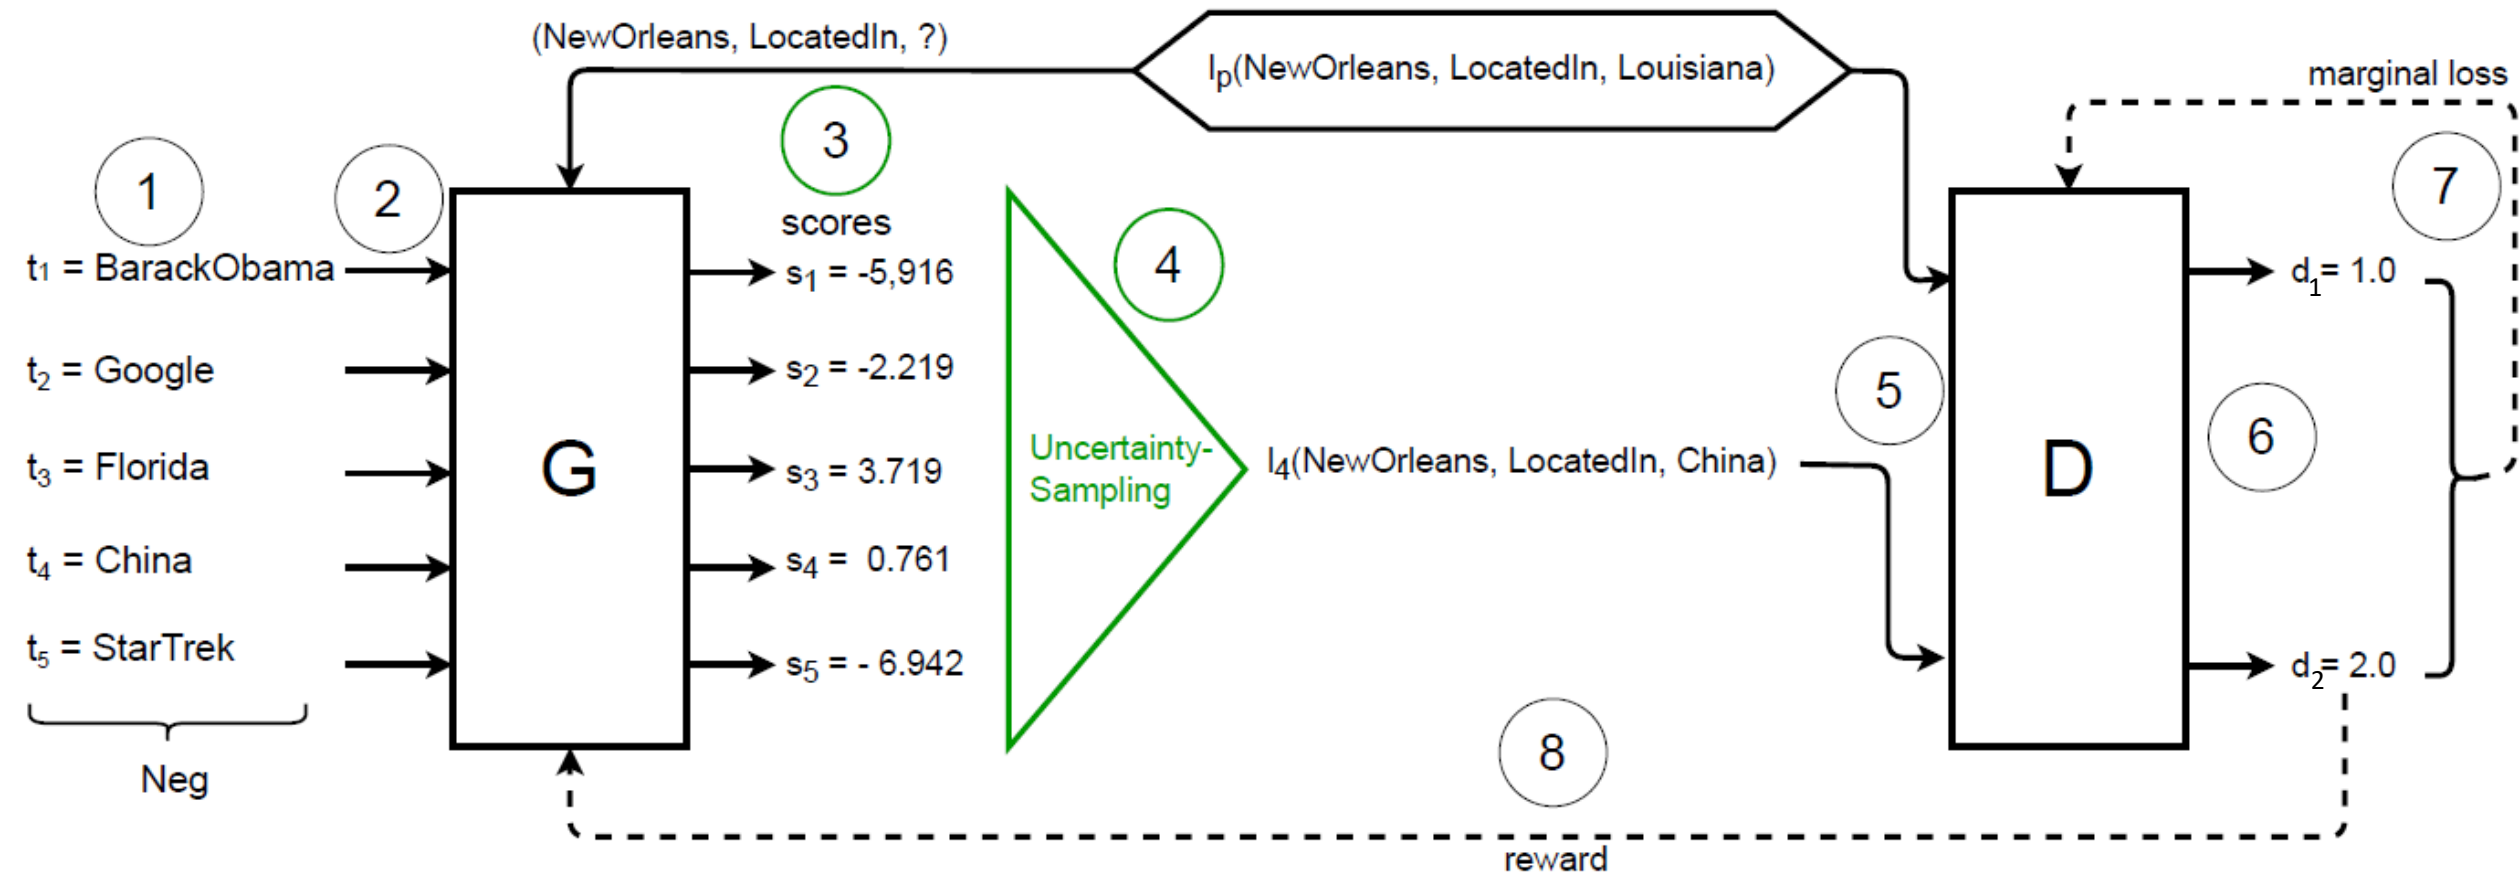 (NewOrleans, LocatedIn, ?)
lp(NewOrleans, LocatedIn, Louisiana)
marginal loss
1
2
3
scores
4
7
t1 = BarackObama
s1 = -5,916
d1= 1.0
t2 = Google
s2 = -2.219
5
6
t3 = Florida
G
s3 = 3.719
Uncertainty-
Sampling
l4(NewOrleans, LocatedIn, China)
D
t4 = China
s4 = 0.761
t5 = StarTrek
s5 = - 6.942
d2= 2.0
Neg
8
reward